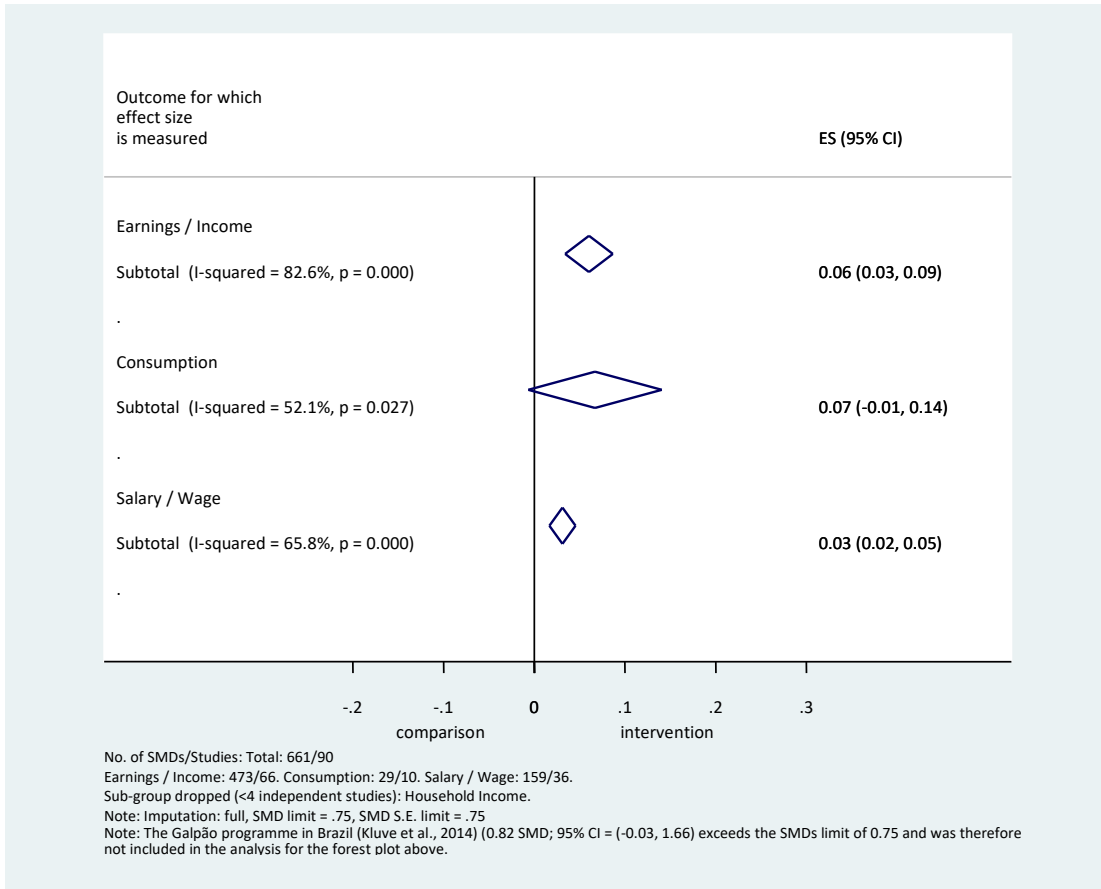 Outcome for which
effect size
is measured
ES (95% CI)
Earnings / Income
Subtotal  (I-squared = 82.6%, p = 0.000)
0.06 (0.03, 0.09)
.
Consumption
Subtotal  (I-squared = 52.1%, p = 0.027)
0.07 (-0.01, 0.14)
.
Salary / Wage
Subtotal  (I-squared = 65.8%, p = 0.000)
0.03 (0.02, 0.05)
.
-.2 -.1 0 .1 .2 .3
comparison intervention
No. of SMDs/Studies: Total: 661/90
Earnings / Income: 473/66. Consumption: 29/10. Salary / Wage: 159/36.
Sub-group dropped (<4 independent studies): Household Income.
Note: Imputation: full, SMD limit = .75, SMD S.E. limit = .75
Note: The Galpão programme in Brazil (Kluve et al., 2014) (0.82 SMD; 95% CI = (-0.03, 1.66) exceeds the SMDs limit of 0.75 and was therefore
not included in the analysis for the forest plot above.